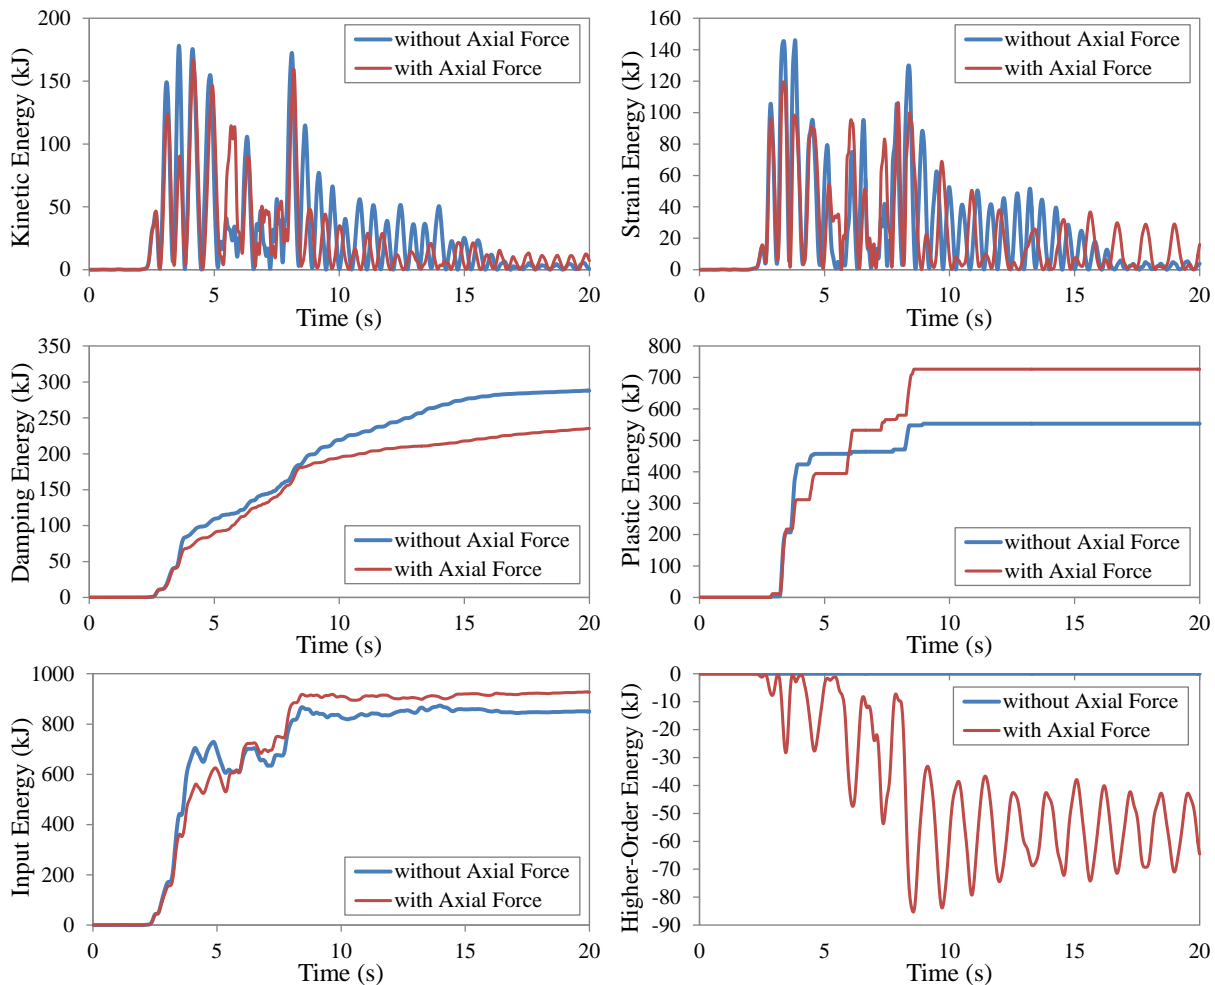 Kinetic Energy (kJ)
200
150
100
50
0
0 5 10 15 20
Time (s)
without Axial Force
with Axial Force
Strain Energy (kJ)
160
140
120
100
80
60
40
20
0
0 5 10 15 20
Time (s)
without Axial Force
with Axial Force
Damping Energy (kJ)
350
300
250
200
150
100
50
0
0 5 10 15 20
Time (s)
without Axial Force
with Axial Force
Plastic Energy (kJ)
800
700
600
500
400
300
200
100
0
0 5 10 15 20
Time (s)
without Axial Force
with Axial Force
Input Energy (kJ)
1000
800
600
400
200
0
0 5 10 15 20
Time (s)
without Axial Force
with Axial Force
Higher-Order Energy (kJ)
0
-10
-20
-30
-40
-50
-60
-70
-80
-90
0 5 10 15 20
Time (s)
without Axial Force
with Axial Force